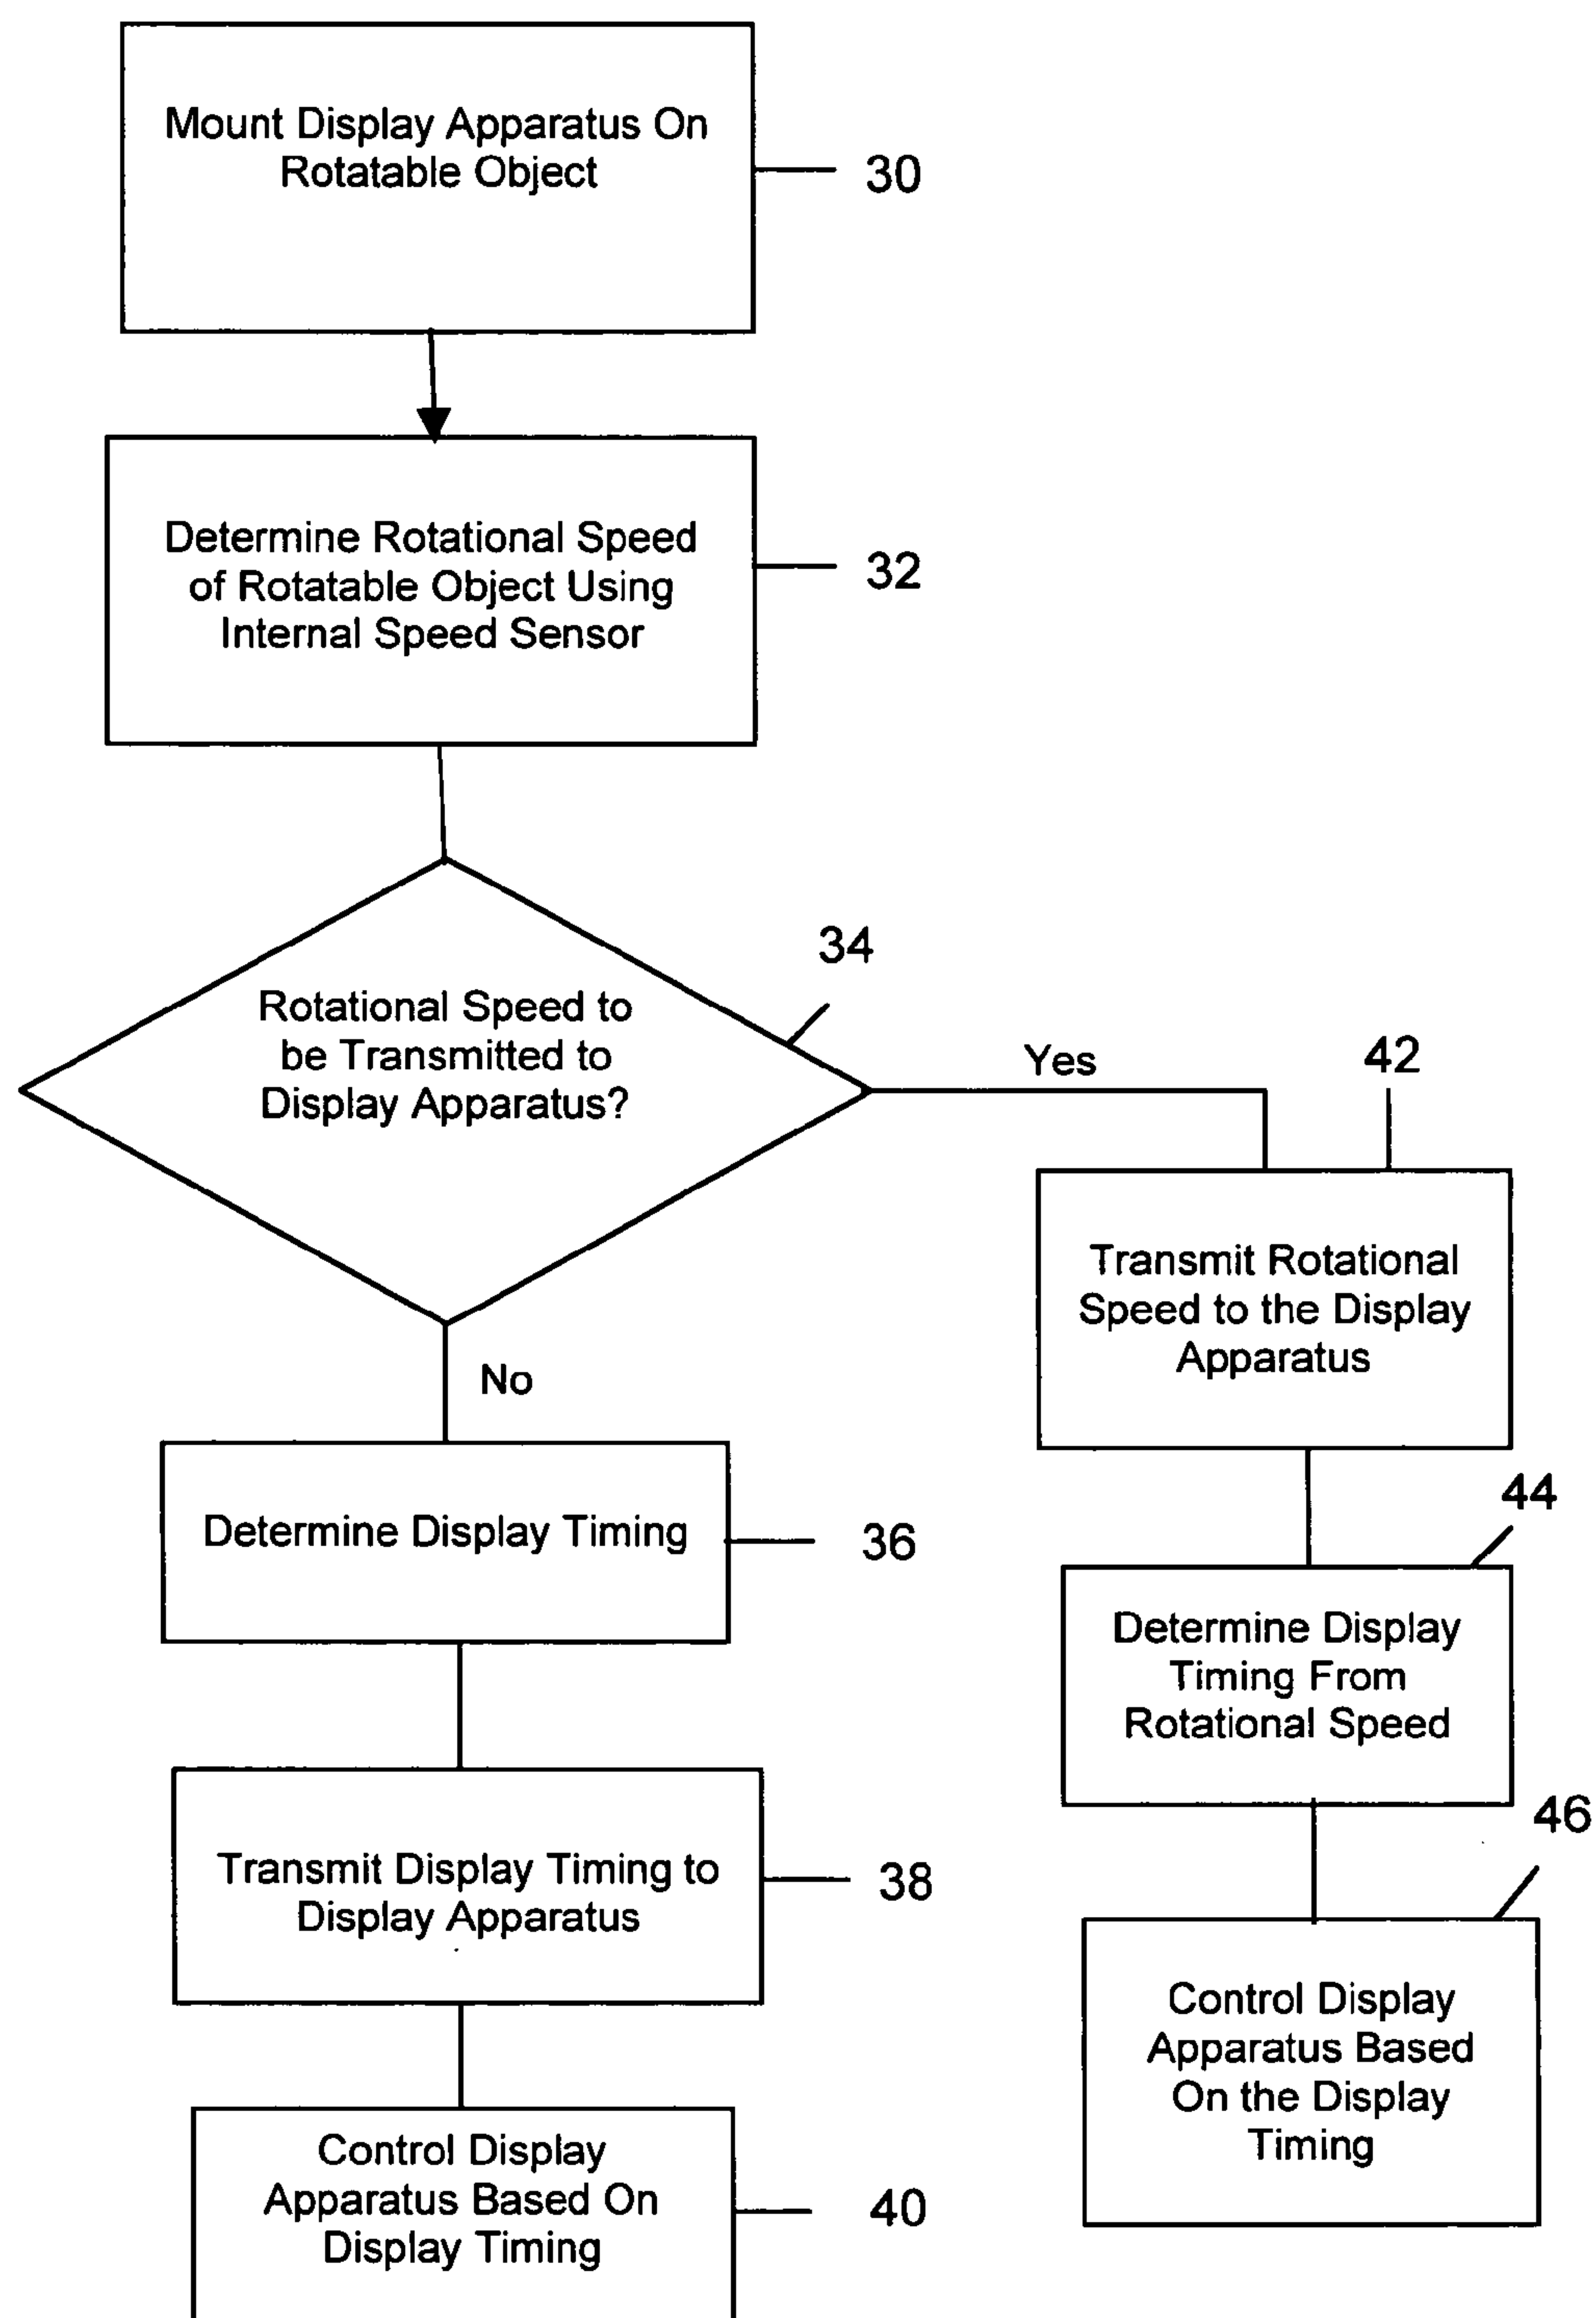 Mount Display Apparatus On
Rotatable Object
30
Determine Rotational Speed
of Rotatable Object Using
Internal Speed Sensor
32
34
Rotational Speed to
be Transmitted to
Display Apparatus?
Yes
42
Transmit Rotational
Speed to the Display
Apparatus
No
Determine Display Timing
36
44
Determine Display
Timing From
Rotational Speed
Transmit Display Timing to
Display Apparatus
38
46
Control Display
Apparatus Based
On the Display
Timing
Control Display
Apparatus Based On
Display Timing
40